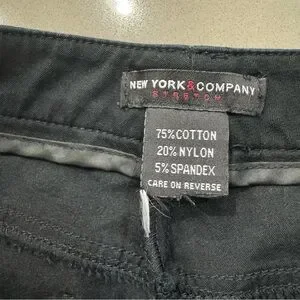 NEW YORK&COMPANY
STRETCH
75% COTTON
20% NYLON
5% SPANDEX
CARE ON REVERSE